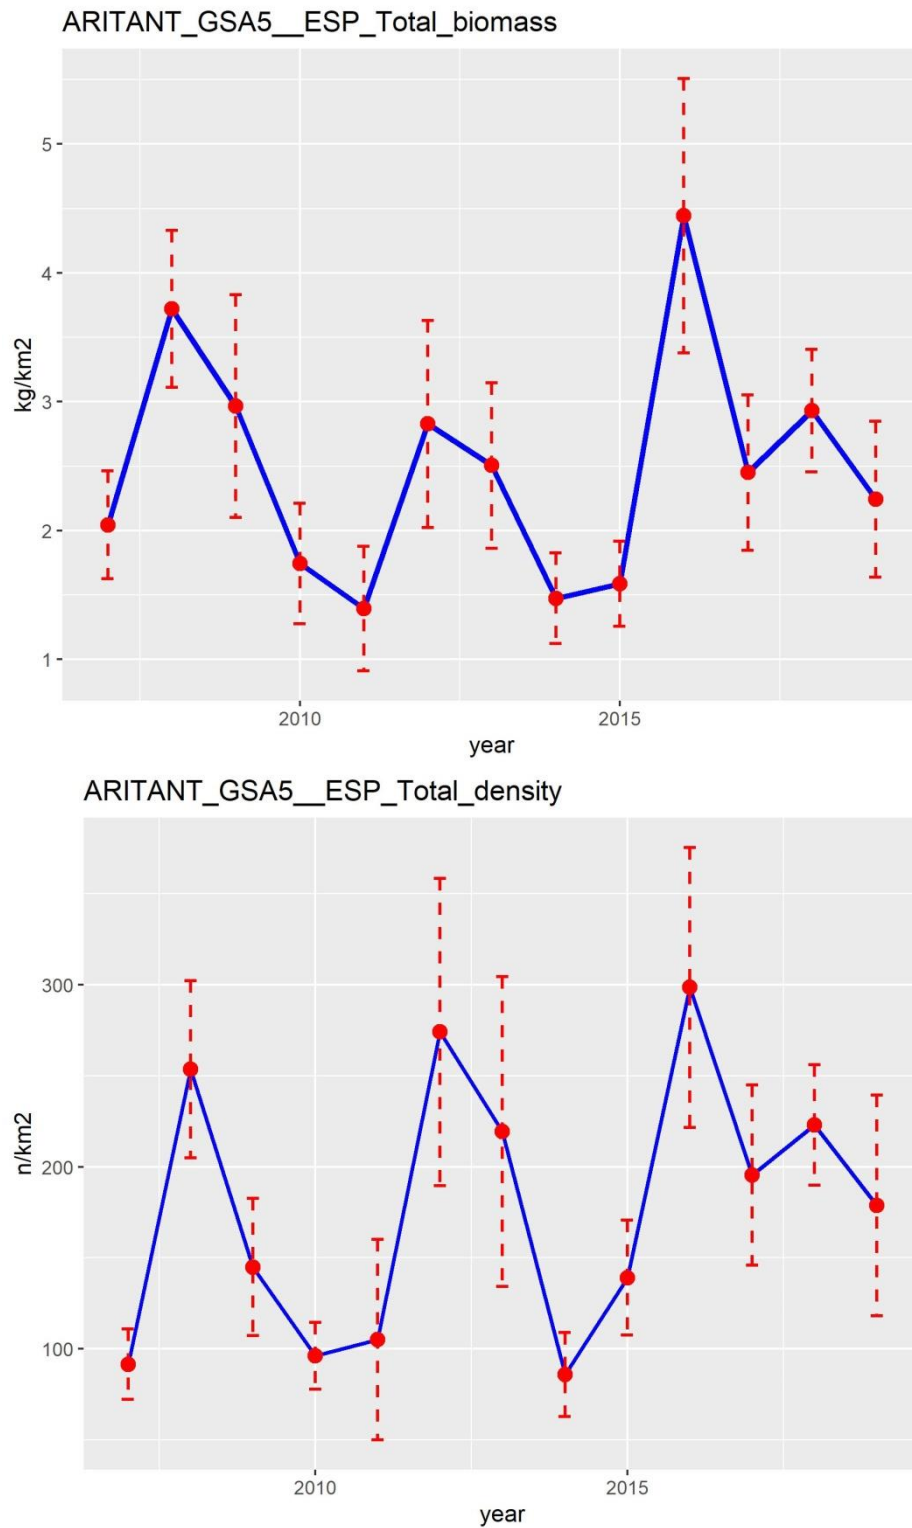 ARITANT_GSA5__ESP_Total_biomass
5
4
3
2
1
kg/km2
2010 2015
year
ARITANT_GSA5__ESP_Total_density
300
200
100
n/km2
2010 2015
year